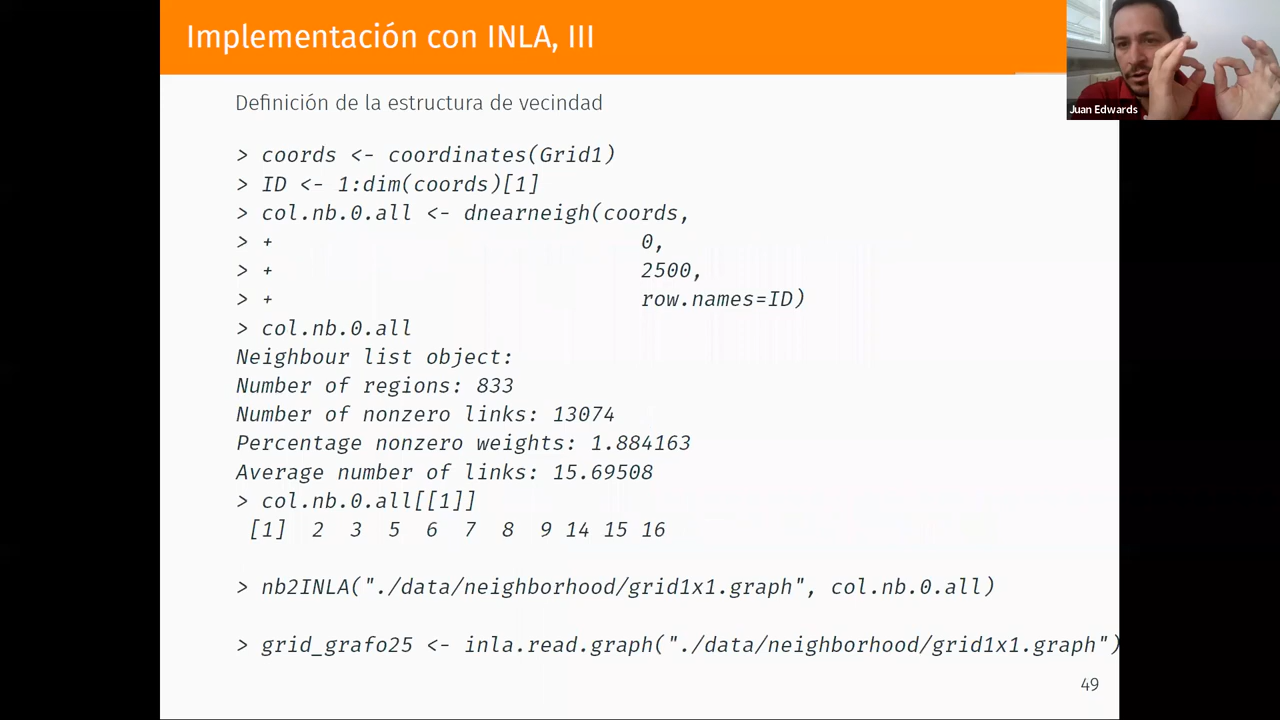 Implementación con INLA, III
Juan Edwards
Definición de la estructura de vecindad
> coords <- coordinates(Grid1)
> ID <- 1:dim(coords)[1]
> col.nb.0.all <- dnearneigh(coords,
> + 0,
> + 2500,
> + row.names=ID)
> col.nb.0.all
Neighbour list object:
Number of regions: 833
Number of nonzero links: 13074
Percentage nonzero weights: 1.884163
Average number of links: 15.69508
> col.nb.0.all[[1]]
[1] 2 3 5 6 7 8 9 14 15 16
> nb2INLA("./data/neighborhood/grid1x1.graph", col.nb.0.all)
> grid_grafo25 <- inla.read.graph("./data/neighborhood/grid1x1.graph")
49